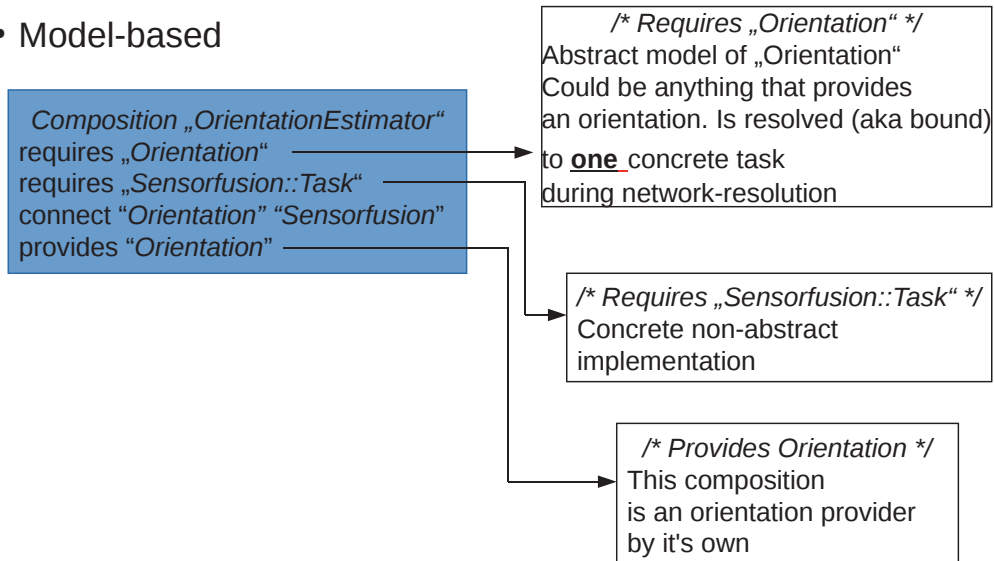 • Model-based
Composition „OrientationEstimator“
requires „Orientation“
requires „Sensorfusion::Task“
connect “Orientation” “Sensorfusion”
provides “Orientation”
/* Requires „Orientation“ */
Abstract model of „Orientation“
Could be anything that provides
an orientation. Is resolved (aka bound)
to one concrete task
during network-resolution
/* Requires „Sensorfusion::Task“ */
Concrete non-abstract
implementation
/* Provides Orientation */
This composition
is an orientation provider
by it's own